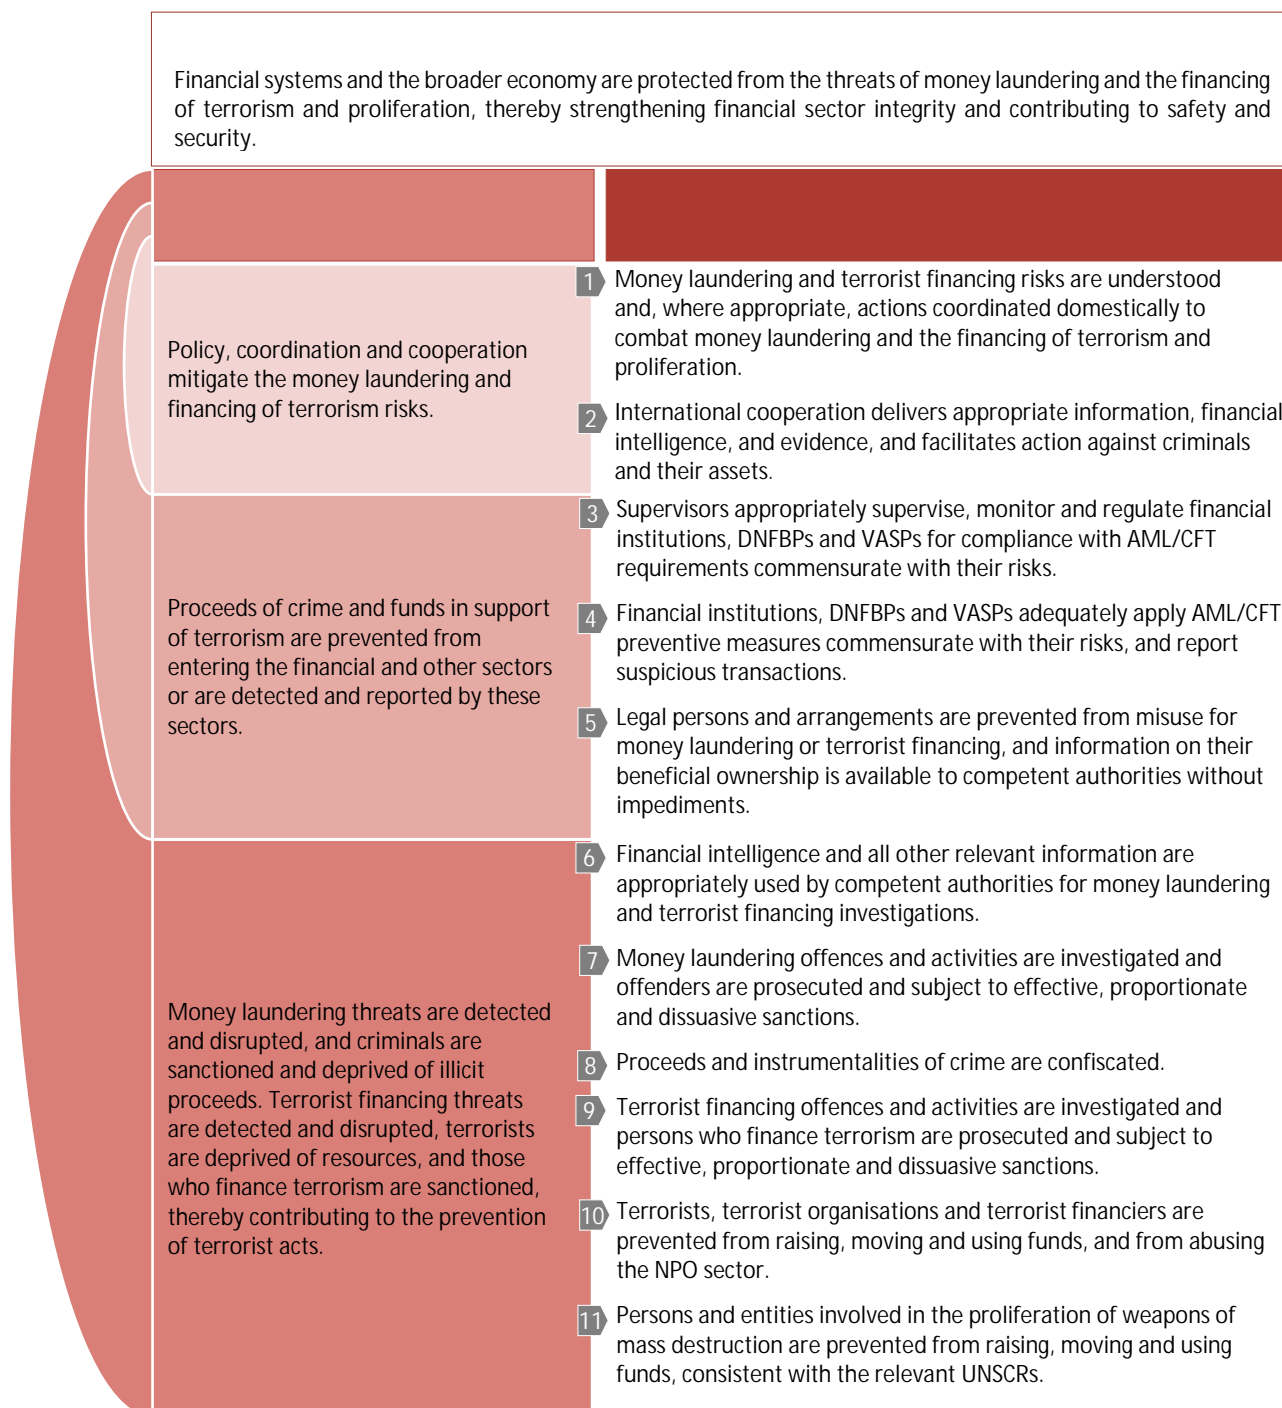 Financial systems and the broader economy are protected from the threats of money laundering and the financing
of terrorism and proliferation, thereby strengthening financial sector integrity and contributing to safety and
security.
Policy, coordination and cooperation
mitigate the money laundering and
financing of terrorism risks.
1 Money laundering and terrorist financing risks are understood
and, where appropriate, actions coordinated domestically to
combat money laundering and the financing of terrorism and
proliferation.
2 International cooperation delivers appropriate information, financial
intelligence, and evidence, and facilitates action against criminals
and their assets.
Proceeds of crime and funds in support
of terrorism are prevented from
entering the financial and other sectors
or are detected and reported by these
sectors.
3 Supervisors appropriately supervise, monitor and regulate financial
institutions, DNFBPs and VASPs for compliance with AML/CFT
requirements commensurate with their risks.
4 Financial institutions, DNFBPs and VASPs adequately apply AML/CFT
preventive measures commensurate with their risks, and report
suspicious transactions.
5 Legal persons and arrangements are prevented from misuse for
money laundering or terrorist financing, and information on their
beneficial ownership is available to competent authorities without
impediments.
Money laundering threats are detected
and disrupted, and criminals are
sanctioned and deprived of illicit
proceeds. Terrorist financing threats
are detected and disrupted, terrorists
are deprived of resources, and those
who finance terrorism are sanctioned,
thereby contributing to the prevention
of terrorist acts.
6 Financial intelligence and all other relevant information are
appropriately used by competent authorities for money laundering
and terrorist financing investigations.
7 Money laundering offences and activities are investigated and
offenders are prosecuted and subject to effective, proportionate
and dissuasive sanctions.
8 Proceeds and instrumentalities of crime are confiscated.
9 Terrorist financing offences and activities are investigated and
persons who finance terrorism are prosecuted and subject to
effective, proportionate and dissuasive sanctions.
10 Terrorists, terrorist organisations and terrorist financiers are
prevented from raising, moving and using funds, and from abusing
the NPO sector.
11 Persons and entities involved in the proliferation of weapons of
mass destruction are prevented from raising, moving and using
funds, consistent with the relevant UNSCRs.